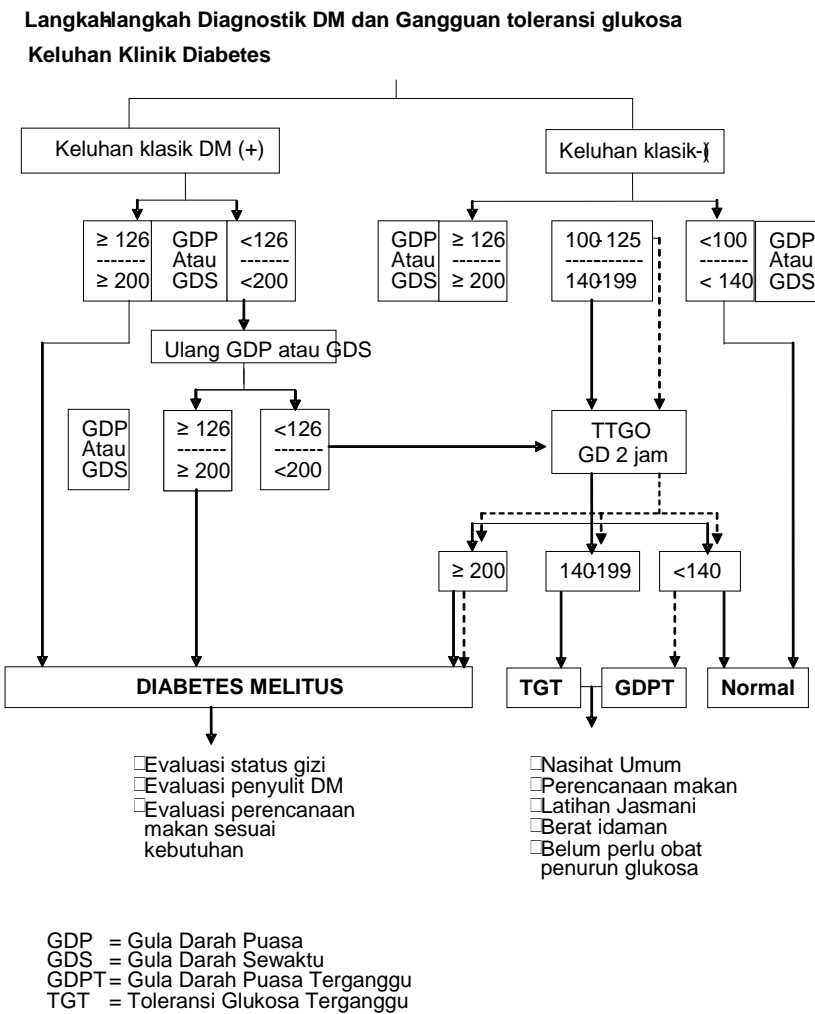 Langkah-langkah Diagnostik DM dan Gangguan toleransi glukosa
Keluhan Klinik Diabetes
Keluhan klasik DM (+)
Keluhan klasik (-)
≥ 126
-------
≥ 200
GDP
Atau
GDS
<126
-------
<200
GDP
Atau
GDS
≥ 126
-------
≥ 200
100-125
-----------
140-199
<100
--------
< 140
GDP
Atau
GDS
Ulang GDP atau GDS
GDP
Atau
GDS
≥ 126
-------
≥ 200
<126
-------
<200
TTGO
GD 2 jam
≥ 200
140-199
<140
DIABETES MELITUS
TGT
GDPT
Normal
□Evaluasi status gizi
□Evaluasi penyulit DM
□Evaluasi perencanaan
makan sesuai
kebutuhan
□Nasihat Umum
□Perencanaan makan
□Latihan Jasmani
□Berat idaman
□Belum perlu obat
penurun glukosa
GDP = Gula Darah Puasa
GDS = Gula Darah Sewaktu
GDPT= Gula Darah Puasa Terganggu
TGT = Toleransi Glukosa Terganggu